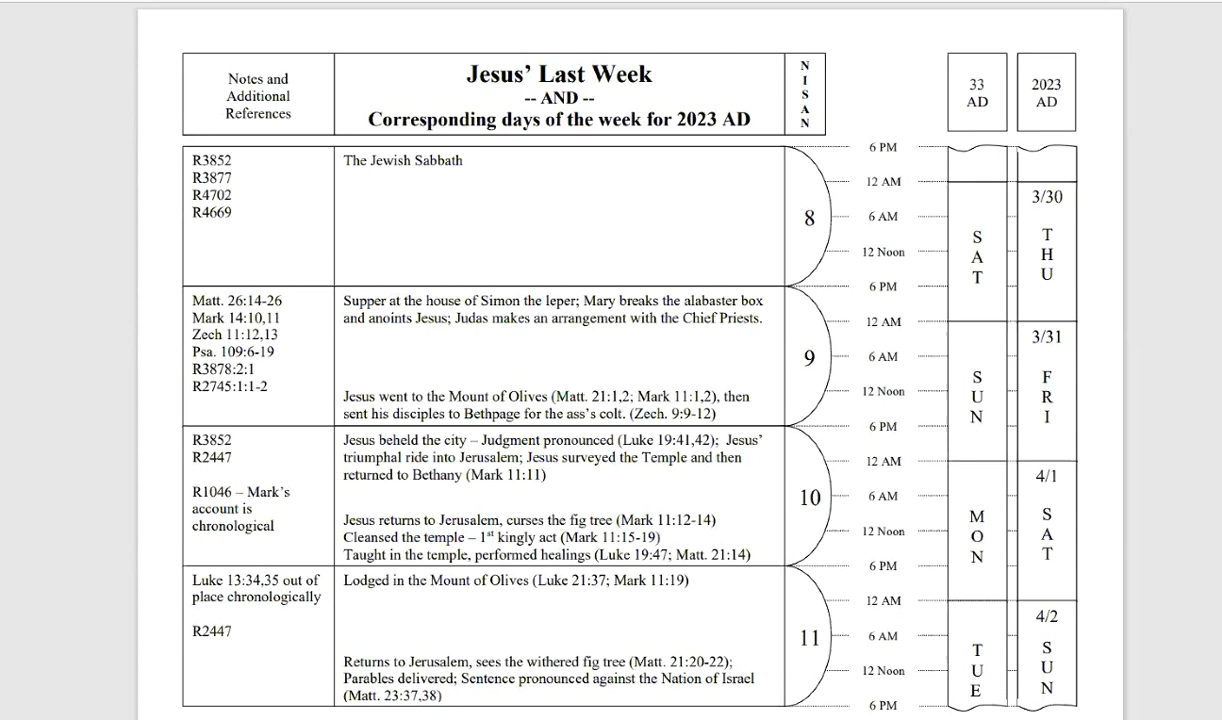 Notes and
Additional
References
Jesus' Last Week
-- AND --
Corresponding days of the week for 2023 AD
NISAN
33
AD
2023
AD
R3852
R3877
R4702
R4669
The Jewish Sabbath
8
6 PM
12 AM
6 AM
12 Noon
6 PM
SAT
3/30
THU
Matt. 26:14-26
Mark 14:10,11
Zech 11:12,13
Psa. 109:6-19
R3878:2:1
R2745:1:1-2
Supper at the house of Simon the leper; Mary breaks the alabaster box
and anoints Jesus; Judas makes an arrangement with the Chief Priests.
Jesus went to the Mount of Olives (Matt. 21:1,2; Mark 11:1,2), then
sent his disciples to Bethpage for the ass's colt. (Zech. 9:9-12)
9
12 AM
6 AM
12 Noon
6 PM
SUN
3/31
FRI
R3852
R2447
R1046 – Mark's
account is
chronological
Jesus beheld the city – Judgment pronounced (Luke 19:41,42); Jesus'
triumphal ride into Jerusalem; Jesus surveyed the Temple and then
returned to Bethany (Mark 11:11)
Jesus returns to Jerusalem, curses the fig tree (Mark 11:12-14)
Cleansed the temple – 1st kingly act (Mark 11:15-19)
Taught in the temple, performed healings (Luke 19:47; Matt. 21:14)
10
12 AM
6 AM
12 Noon
6 PM
MON
4/1
SAT
Luke 13:34,35 out of
place chronologically
R2447
Lodged in the Mount of Olives (Luke 21:37; Mark 11:19)
Returns to Jerusalem, sees the withered fig tree (Matt. 21:20-22);
Parables delivered; Sentence pronounced against the Nation of Israel
(Matt. 23:37,38)
11
12 AM
6 AM
12 Noon
6 PM
TUE
4/2
SUN